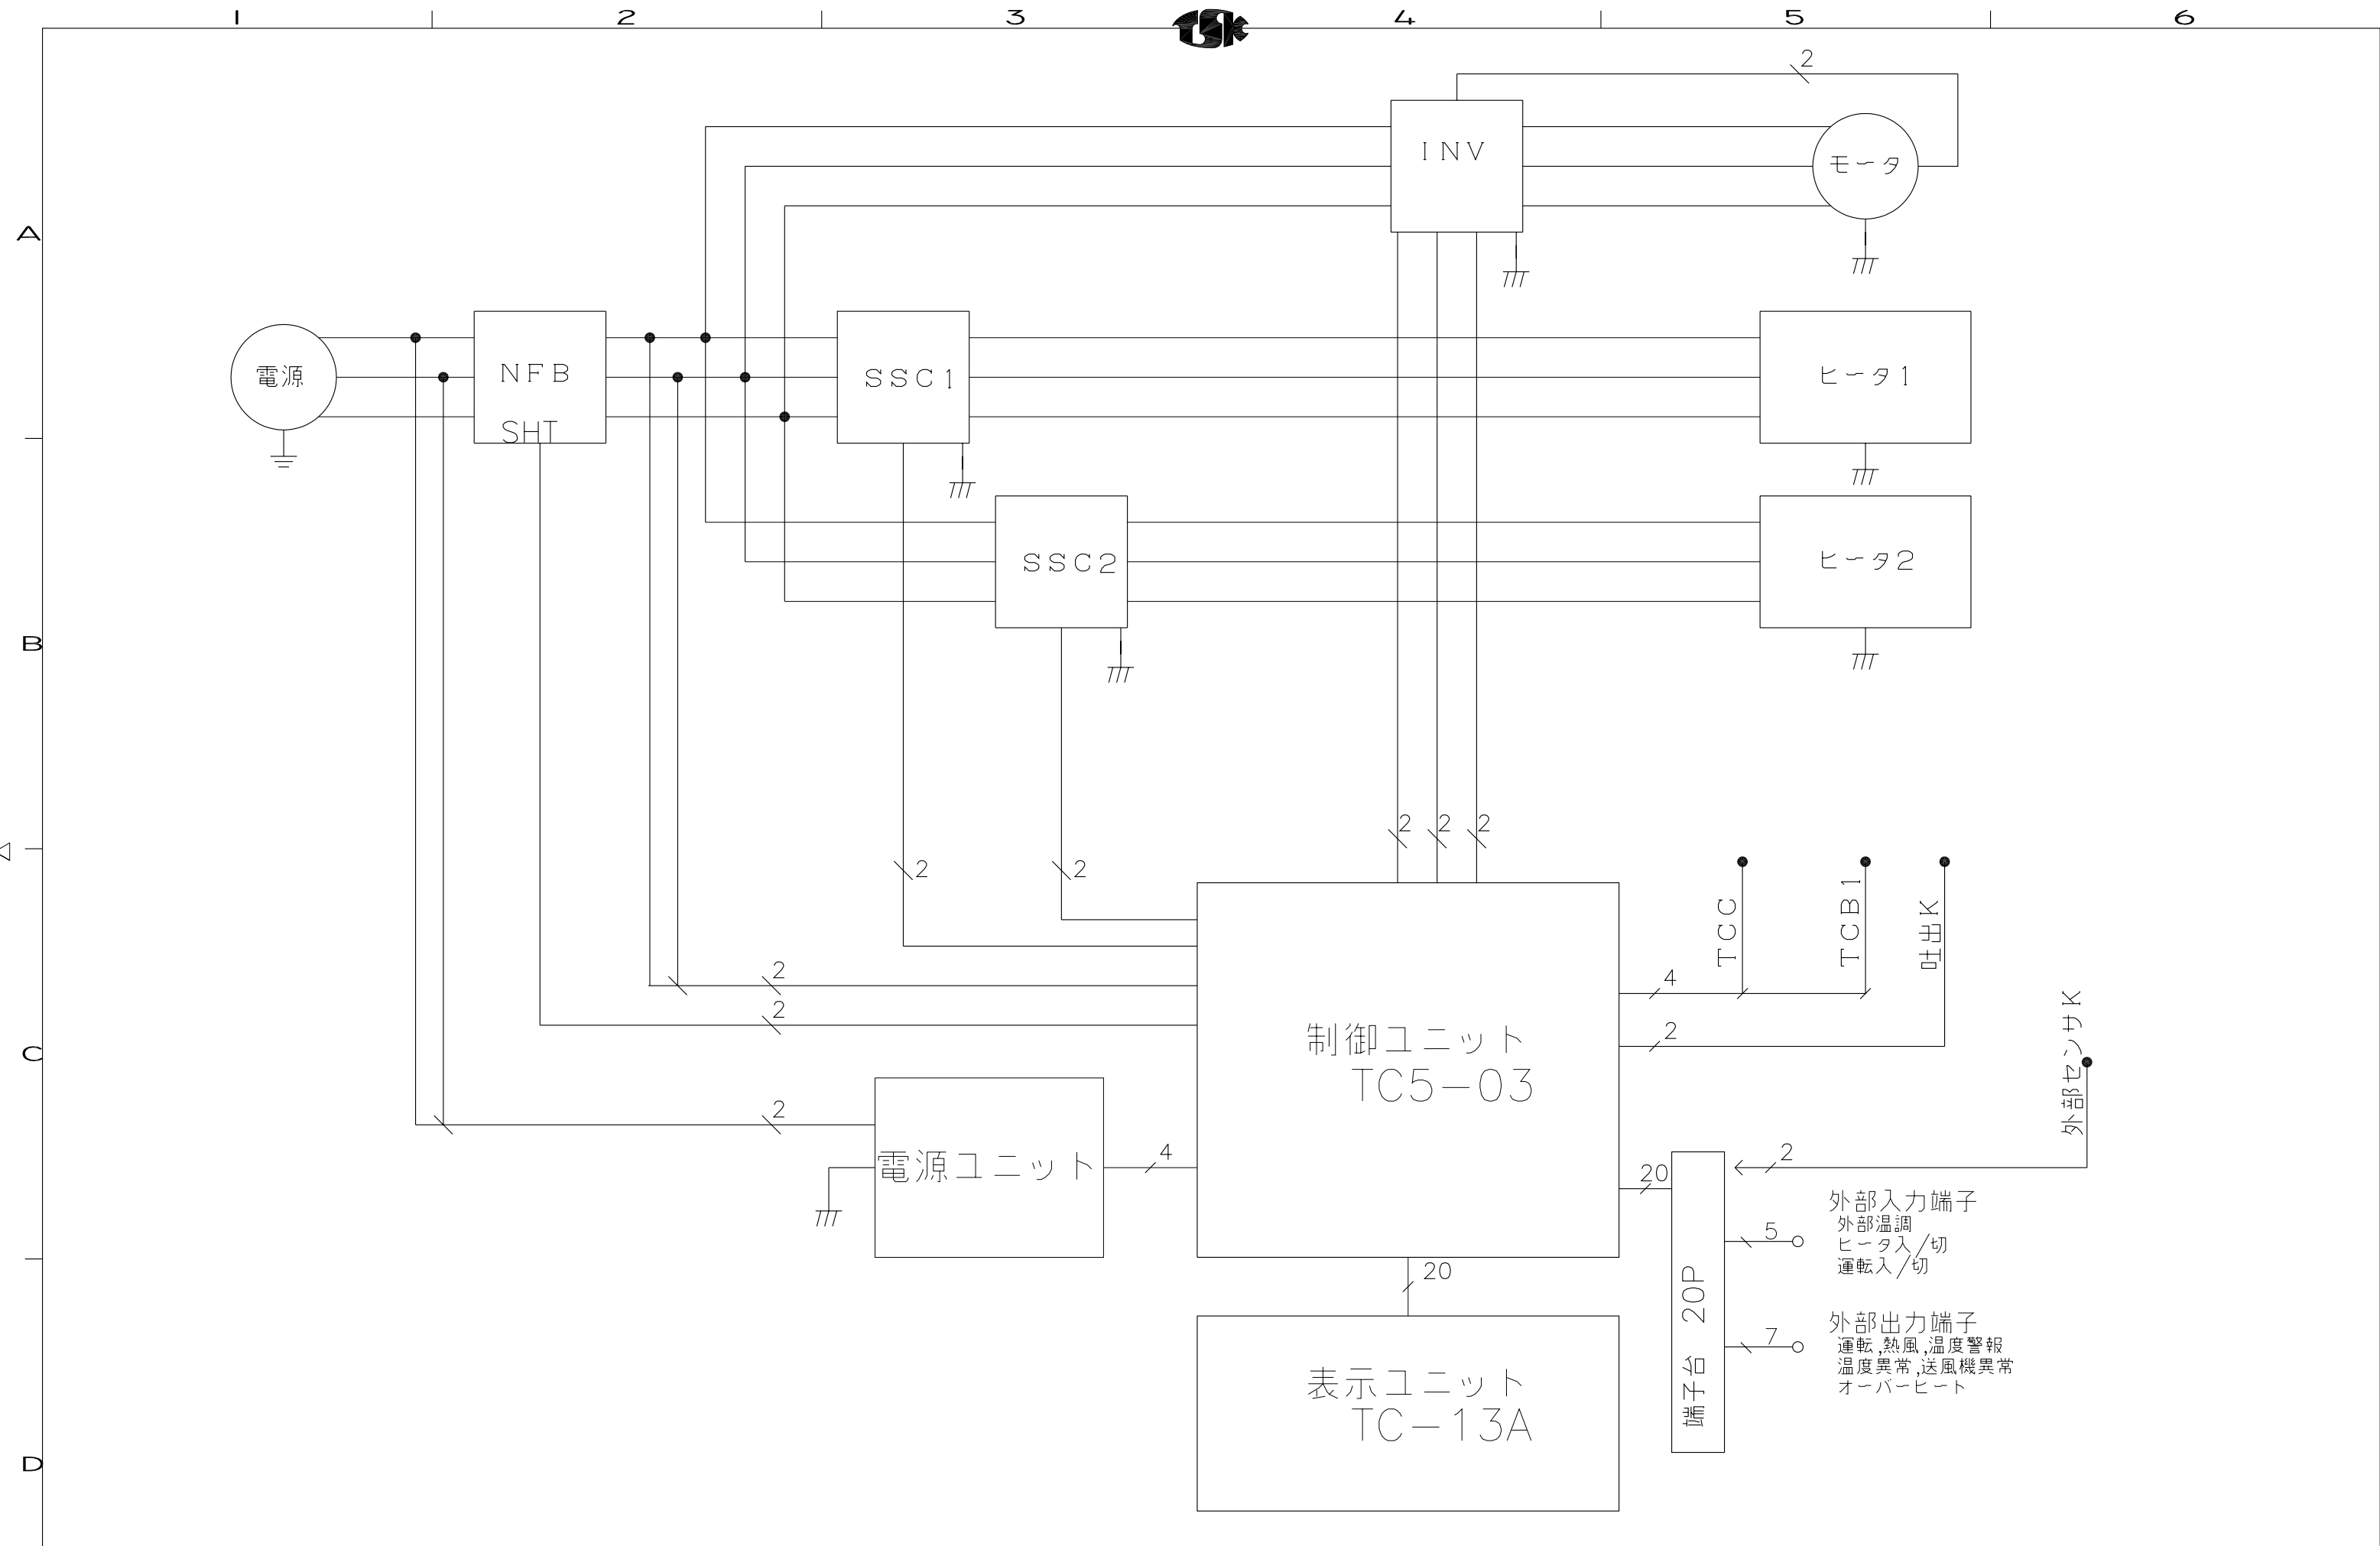 1 2 3 4 5 6
2
INV
モータ
A
電源
NFB
SHT
SSC1
ヒータ1
SSC2
ヒータ2
B
2 2 2
2 2
TCC
TCB1
吐出K
外部センサK
2
2
4
2
C
制御ユニット
TC5-03
2
電源ユニット
4
20
2
外部入力端子
外部温調
ヒータ入/切
運転入/切
5
20
端子台 20P
外部出力端子
運転,熱風,温度警報
温度異常,送風機異常
オーバーヒート
7
表示ユニット
TC-13A
D